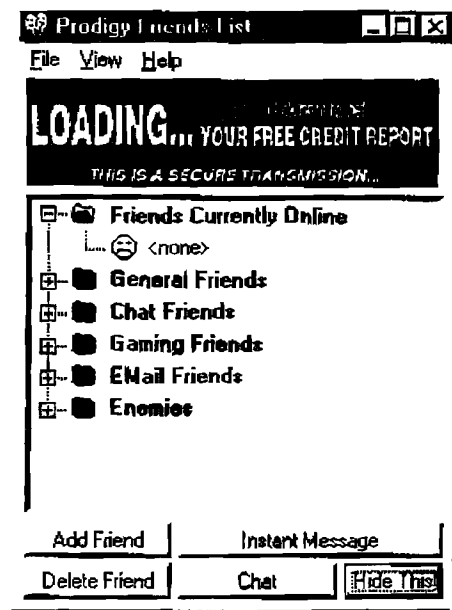 Prodigy Friends List
File View Help
LOADING... YOUR FREE CREDIT REPORT
THIS IS A SECURE TRANSMISSION...
Friends Currently Online
<none>
General Friends
Chat Friends
Gaming Friends
EMail Friends
Enemies
Add Friend Instant Message
Delete Friend Chat Hide This!